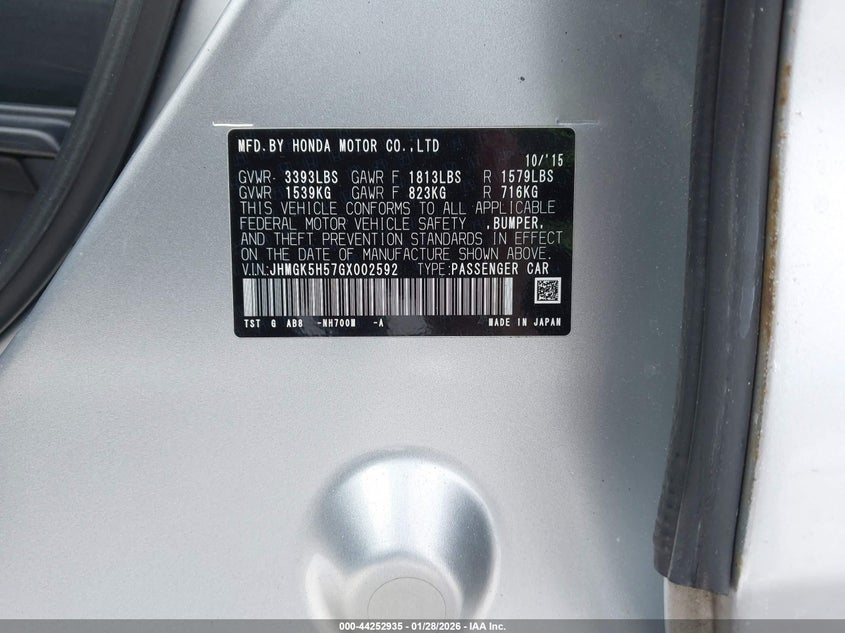 MFD.BY HONDA MOTOR CO.,LTD
10/'15
GVWR 3393LBS GAWR F 1813LBS R 1579LBS
GVWR 1539KG GAWR F 823KG R 716KG
THIS VEHICLE CONFORMS TO ALL APPLICABLE
FEDERAL MOTOR VEHICLE SAFETY ,BUMPER,
AND THEFT PREVENTION STANDARDS IN EFFECT
ON THE DATE OF MANUFACTURE SHOWN ABOVE.
V.I.N.:JHMGK5H57GX002592 TYPE:PASSENGER CAR
TST G AB8 -NH700M -A MADE IN JAPAN
000-44252935 - 01/28/2026 - IAA Inc.